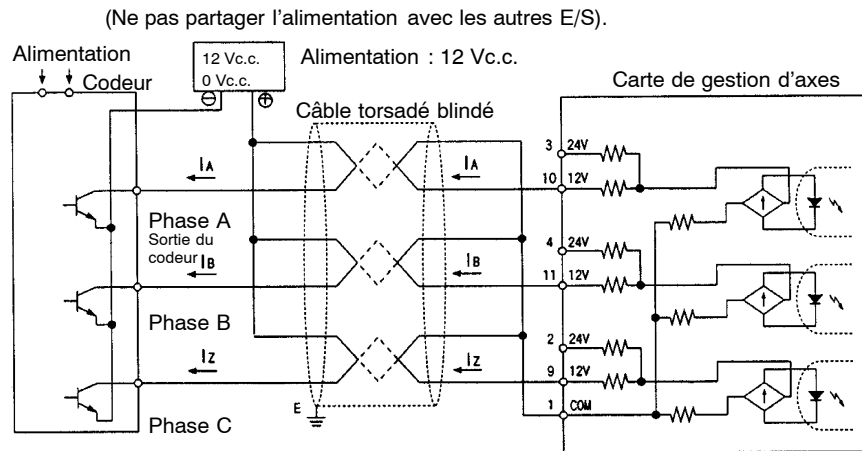 (Ne pas partager l'alimentation avec les autres E/S).
Alimentation
Codeur
12 Vc.c.
0 Vc.c.
Alimentation : 12 Vc.c.
Câble torsadé blindé
Carte de gestion d'axes
IA
IA
3 24V
10 12V
Phase A
Sortie du
codeur
IB
IB
4 24V
11 12V
Phase B
IZ
IZ
2 24V
9 12V
1 COM
E
Phase C